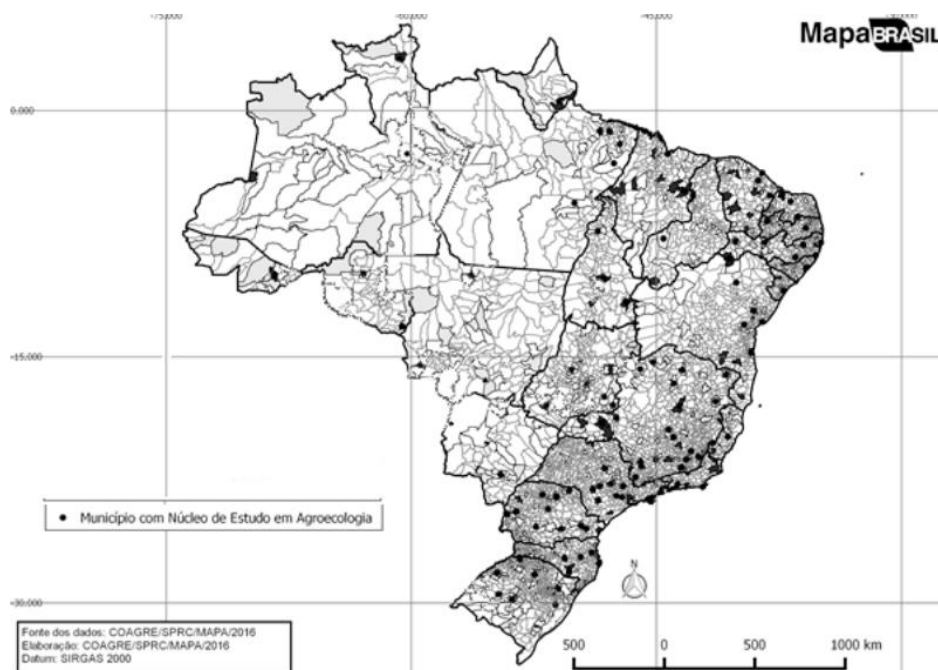 -75.000 -60.000 -45.000 -30.000
MapaBRASIL
0.000
-15.000
Município com Núcleo de Estudo em Agroecologia
N
-30.000
Fonte dos dados: COAGRE/SPRC/MAPA/2016
Elaboração: COAGRE/SPRC/MAPA/2016
Datum: SIRGAS 2000
500 0 500 1000 km